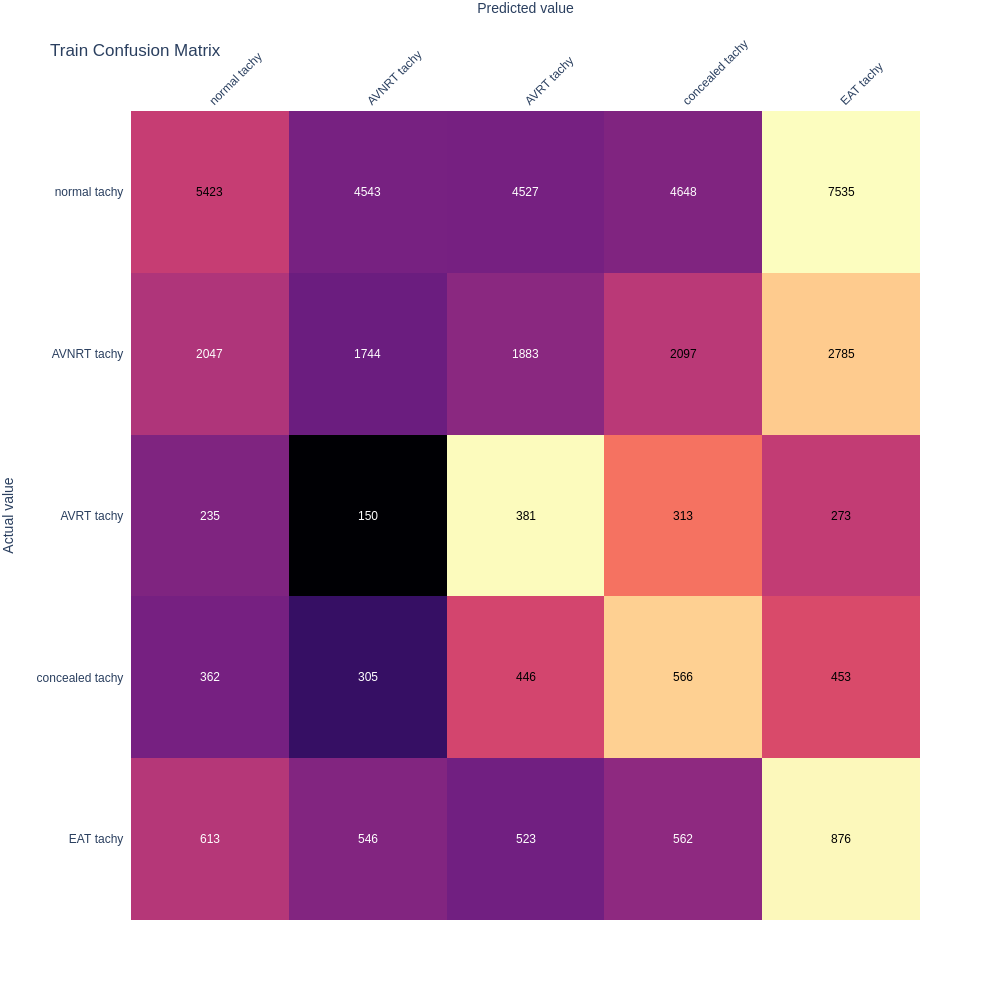 Predicted value
Train Confusion Matrix
normal tachy AVNRT tachy AVRT tachy concealed tachy EAT tachy
normal tachy 5423 4543 4527 4648 7535
AVNRT tachy 2047 1744 1883 2097 2785
Actual value
AVRT tachy 235 150 381 313 273
concealed tachy 362 305 446 566 453
EAT tachy 613 546 523 562 876